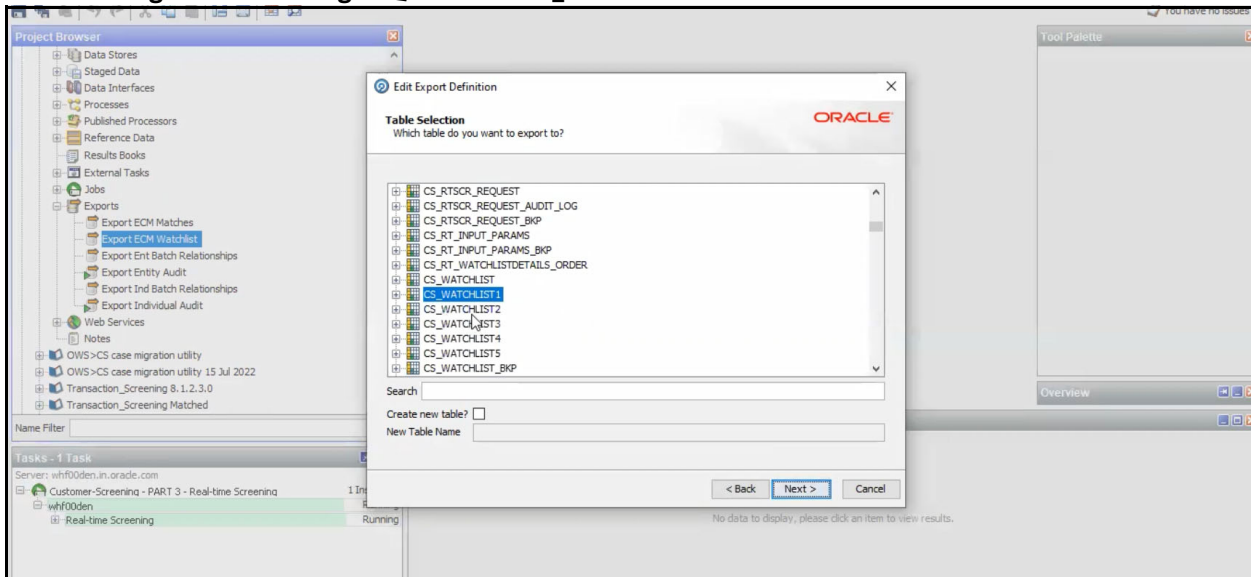 You have no issues
Project Browser
Data Stores
Staged Data
Data Interfaces
Processes
Published Processors
Reference Data
Results Books
External Tasks
Jobs
Exports
Export ECM Matches
Export ECM Watchlist
Export Ent Batch Relationships
Export Entity Audit
Export Ind Batch Relationships
Export Individual Audit
Web Services
Notes
OWS>CS case migration utility
OWS>CS case migration utility 15 Jul 2022
Transaction_Screening 8.1.2.3.0
Transaction_Screening Matched
Name Filter
Tasks - 1 Task
Server: whf00den.in.oracle.com
Customer-Screening - PART 3 - Real-time Screening
whf00den
Real-time Screening
Running
Edit Export Definition
Table Selection
Which table do you want to export to?
ORACLE
CS_RTSCR_REQUEST
CS_RTSCR_REQUEST_AUDIT_LOG
CS_RTSCR_REQUEST_BKP
CS_RT_INPUT_PARAMS
CS_RT_INPUT_PARAMS_BKP
CS_RT_WATCHLISTDETAILS_ORDER
CS_WATCHLIST
CS_WATCHLIST1
CS_WATCHLIST2
CS_WATCHLIST3
CS_WATCHLIST4
CS_WATCHLIST5
CS_WATCHLIST_BKP
Search
Create new table?
New Table Name
< Back Next > Cancel
Tool Palette
Overview
No data to display, please click an item to view results.